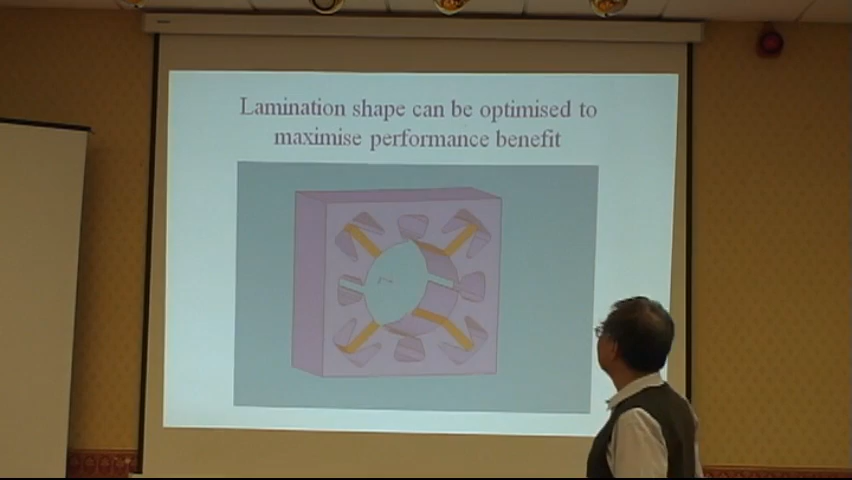 Lamination shape can be optimised to
maximise performance benefit